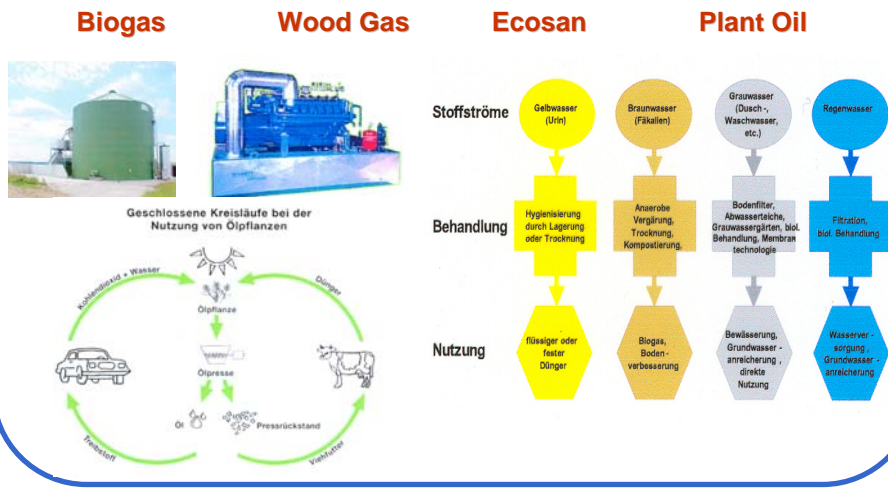 Biogas
Wood Gas
Ecosan
Plant Oil
Stoffströme
Gelbwasser
(Urin)
Braunwasser
(Fäkalien)
Grauwasser
(Dusch -,
Waschwasser,
etc.)
Regenwasser
Behandlung
Hygienisierung
durch Lagerung
oder Trocknung
Anaerobe
Vergärung,
Trocknung,
Kompostierung,
Bodenfilter,
Abwasserteiche,
Grauwassergärten, biol.
Behandlung, Membran
technologie
Filtration,
biol. Behandlung
Nutzung
flüssiger oder
fester
Dünger
Biogas,
Boden -
verbesserung
Bewässerung,
Grundwasser -
anreicherung ,
direkte
Nutzung
Wasserver -
sorgung ,
Grundwasser -
anreicherung
Geschlossene Kreisläufe bei der
Nutzung von Ölpflanzen
Kohlendioxid + Wasser
Dünger
Ölpflanze
Ölpresse
Öl
Pressrückstand
Treibstoff
Viehfutter